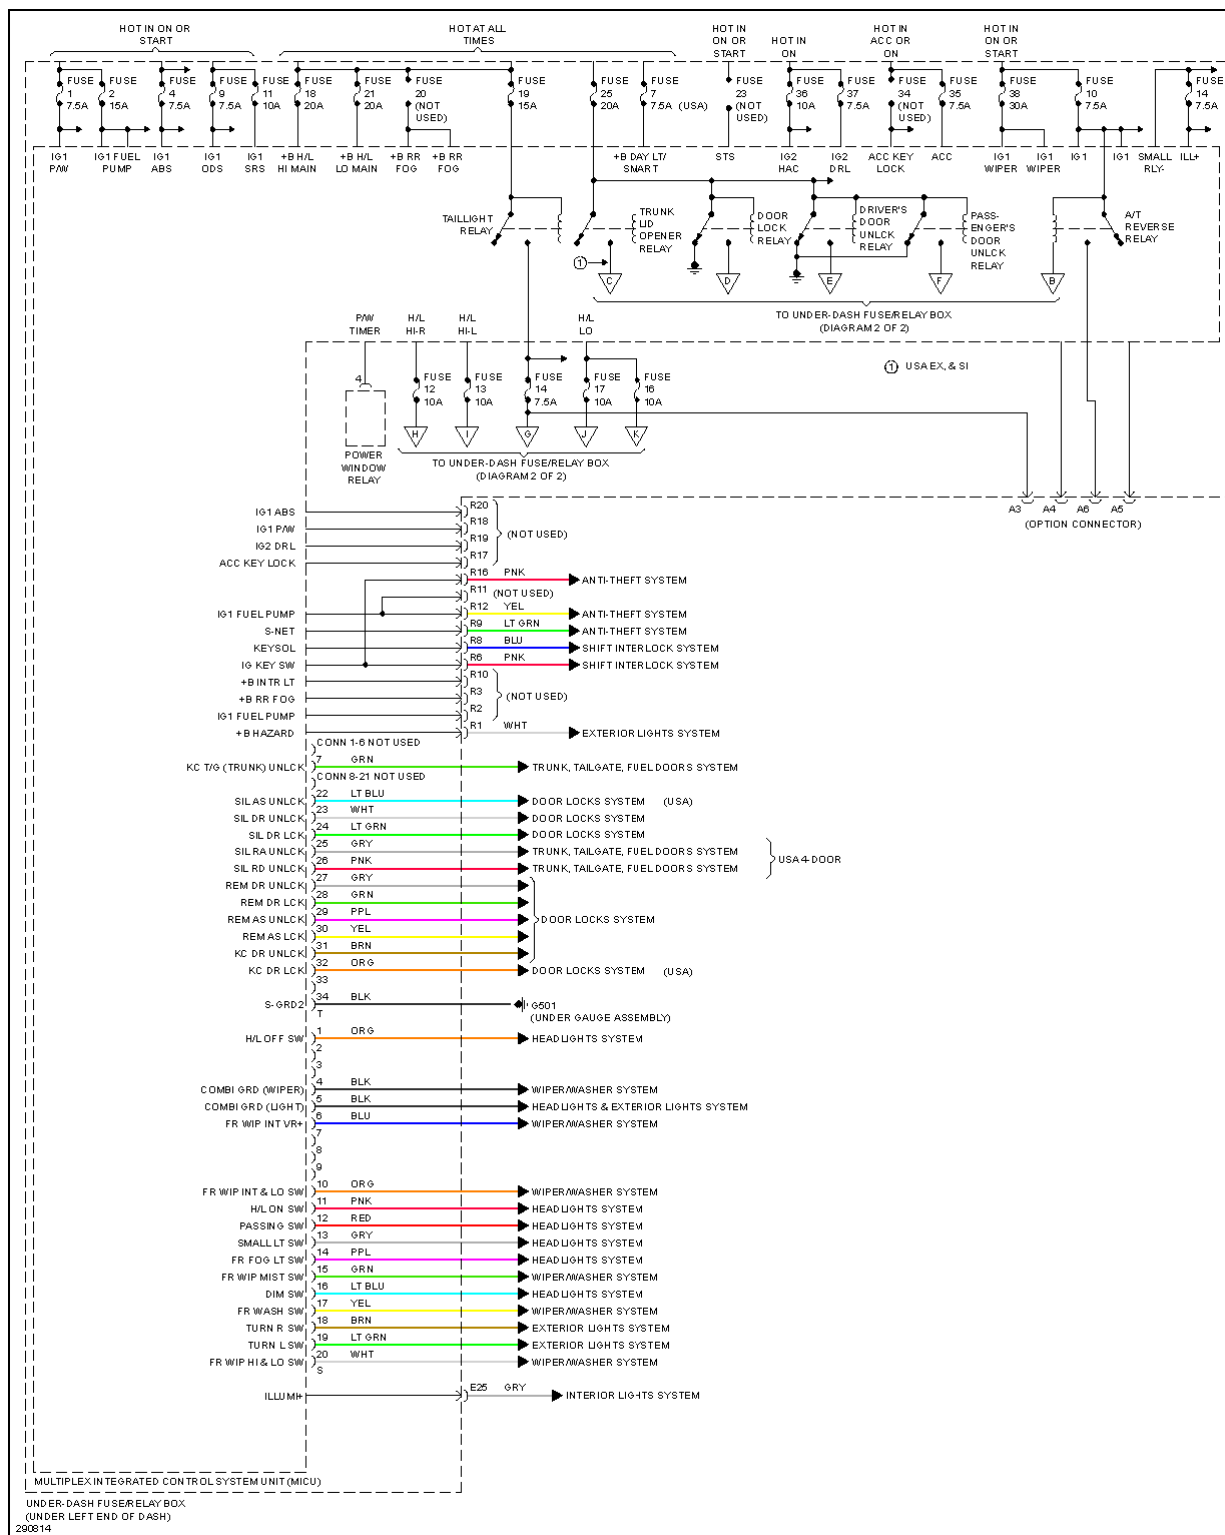 HOT IN ON OR
START
HOT AT ALL
TIMES
HOT IN
ON OR
START
HOT IN
ON
HOT IN
ACC OR
ON
HOT IN
ON OR
START
FUSE
1
7.5A
FUSE
2
15A
FUSE
4
7.5A
FUSE
9
7.5A
FUSE
11
10A
FUSE
18
20A
FUSE
21
20A
FUSE
20
(NOT
USED)
FUSE
19
15A
FUSE
25
20A
FUSE
7
7.5A (USA)
FUSE
23
(NOT
USED)
FUSE
36
10A
FUSE
37
7.5A
FUSE
34
(NOT
USED)
FUSE
35
7.5A
FUSE
38
30A
FUSE
10
7.5A
FUSE
14
7.5A
IG1
P/W
IG1 FUEL
PUMP
IG1
ABS
IG1
ODS
IG1
SRS
+B H/L
HI MAIN
+B H/L
LO MAIN
+B RR
FOG
+B RR
FOG
+B DAY LT/
SMART
STS
IG2
HAC
IG2
DRL
ACC KEY
LOCK
ACC
IG1
WIPER
IG1
WIPER
IG1
IG1
SMALL
RLY-
ILL+
TAILLIGHT
RELAY
TRUNK
LID
OPENER
RELAY
DOOR
LOCK
RELAY
DRIVER'S
DOOR
UNLCK
RELAY
PASS-
ENGER'S
DOOR
UNLCK
RELAY
A/T
REVERSE
RELAY
1
C
D
E
F
B
TO UNDER-DASH FUSE/RELAY BOX
(DIAGRAM 2 OF 2)
P/W
TIMER
H/L
HI-R
H/L
HI-L
H/L
LO
1 USA EX, & SI
4
FUSE
12
10A
FUSE
13
10A
FUSE
14
7.5A
FUSE
17
10A
FUSE
16
10A
H
I
G
J
K
POWER
WINDOW
RELAY
TO UNDER-DASH FUSE/RELAY BOX
(DIAGRAM 2 OF 2)
A3
A4
A6
A5
(OPTION CONNECTOR)
IG1 ABS R20
IG1 P/W R18
IG2 DRL R19
ACC KEY LOCK R17
(NOT USED)
R16 PNK ANTI-THEFT SYSTEM
R11 (NOT USED)
IG1 FUEL PUMP R12 YEL ANTI-THEFT SYSTEM
S-NET R9 LT GRN ANTI-THEFT SYSTEM
KEYSOL R8 BLU SHIFT INTERLOCK SYSTEM
IG KEY SW R6 PNK SHIFT INTERLOCK SYSTEM
+B INTR LT R10
+B RR FOG R3
(NOT USED)
IG1 FUEL PUMP R2
+B HAZARD R1 WHT EXTERIOR LIGHTS SYSTEM
CONN 1-6 NOT USED
KC T/G (TRUNK) UNLCK 7 GRN TRUNK, TAILGATE, FUEL DOORS SYSTEM
CONN 8-21 NOT USED
SIL AS UNLCK 22 LT BLU DOOR LOCKS SYSTEM (USA)
SIL DR UNLCK 23 WHT DOOR LOCKS SYSTEM
SIL DR LCK 24 LT GRN DOOR LOCKS SYSTEM
SIL RA UNLCK 25 GRY TRUNK, TAILGATE, FUEL DOORS SYSTEM
USA 4-DOOR
SIL RD UNLCK 26 PNK TRUNK, TAILGATE, FUEL DOORS SYSTEM
REM DR UNLCK 27 GRY
REM DR LCK 28 GRN
REM AS UNLCK 29 PPL DOOR LOCKS SYSTEM
REM AS LCK 30 YEL
KC DR UNLCK 31 BRN
KC DR LCK 32 ORG DOOR LOCKS SYSTEM (USA)
33
S-GRD2 34 BLK G501
T
(UNDER GAUGE ASSEMBLY)
H/L OFF SW 1 ORG HEADLIGHTS SYSTEM
2
3
COMBI GRD (WIPER) 4 BLK WIPER/WASHER SYSTEM
COMBI GRD (LIGHT) 5 BLK HEADLIGHTS & EXTERIOR LIGHTS SYSTEM
FR WIP INT VR+ 6 BLU WIPER/WASHER SYSTEM
7
8
9
FR WIP INT & LO SW 10 ORG WIPER/WASHER SYSTEM
H/L ON SW 11 PNK HEADLIGHTS SYSTEM
PASSING SW 12 RED HEADLIGHTS SYSTEM
SMALL LT SW 13 GRY HEADLIGHTS SYSTEM
FR FOG LT SW 14 PPL HEADLIGHTS SYSTEM
FR WIP MIST SW 15 GRN WIPER/WASHER SYSTEM
DIM SW 16 LT BLU HEADLIGHTS SYSTEM
FR WASH SW 17 YEL WIPER/WASHER SYSTEM
TURN R SW 18 BRN EXTERIOR LIGHTS SYSTEM
TURN L SW 19 LT GRN EXTERIOR LIGHTS SYSTEM
FR WIP HI & LO SW 20 WHT WIPER/WASHER SYSTEM
S
ILLUMI+ E25 GRY INTERIOR LIGHTS SYSTEM
MULTIPLEX INTEGRATED CONTROL SYSTEM UNIT (MICU)
UNDER-DASH FUSE/RELAY BOX
(UNDER LEFT END OF DASH)
290814